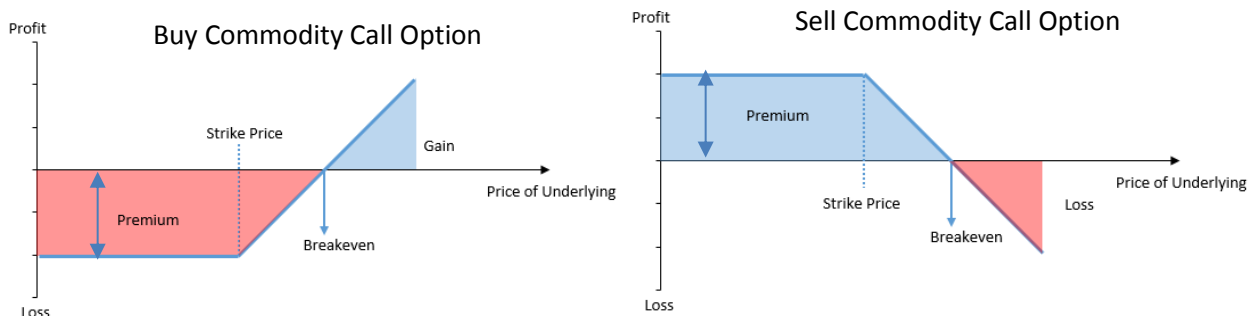 Buy Commodity Call Option
Profit
Strike Price
Gain
Price of Underlying
Premium
Breakeven
Loss
Sell Commodity Call Option
Profit
Premium
Price of Underlying
Strike Price
Loss
Breakeven
Loss